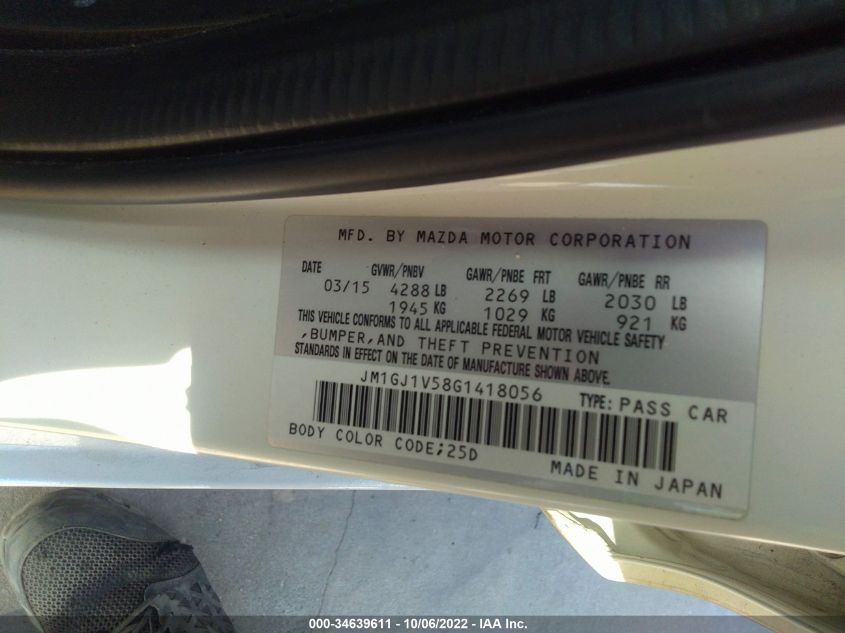 MFD. BY MAZDA MOTOR CORPORATION
DATE GVWR/PNBV GAWR/PNBE FRT GAWR/PNBE RR
03/15 4288 LB 2269 LB 2030 LB
1945 KG 1029 KG 921 KG
THIS VEHICLE CONFORMS TO ALL APPLICABLE FEDERAL MOTOR VEHICLE SAFETY
,BUMPER,AND THEFT PREVENTION
STANDARDS IN EFFECT ON THE DATE OF MANUFACTURE SHOWN ABOVE.
JM1GJ1V58G1418056 TYPE: PASS CAR
BODY COLOR CODE;25D MADE IN JAPAN
000-34639611 - 10/06/2022 - IAA Inc.